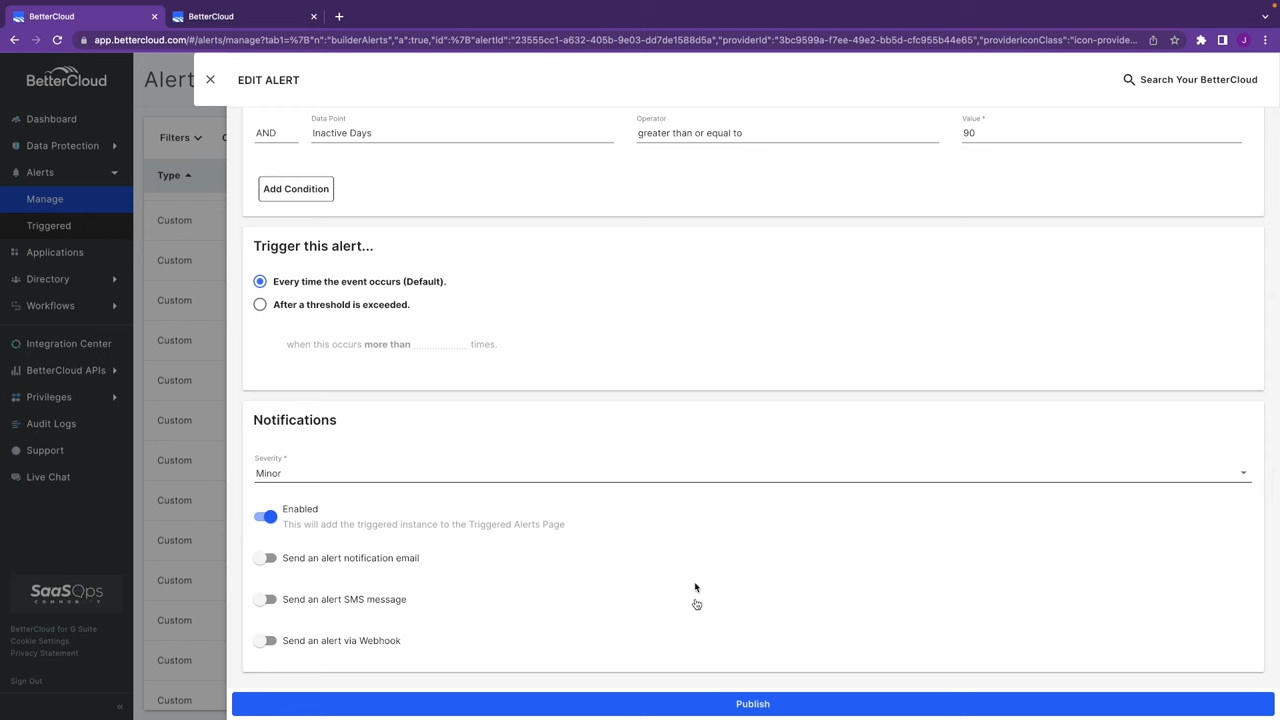 BetterCloud
BetterCloud
app.bettercloud.com/#/alerts/manage?tab1=%7B"n":"builderAlerts","a":true,"id":%7B"alertId":"23555cc1-a632-405b-9e03-dd7de1588d5a","providerId":"3bc9599a-f7ee-49e2-bb5d-cfc955b44e65","providerIconClass":"icon-provide...
J
BetterCloud
Alert
EDIT ALERT
Search Your BetterCloud
Dashboard
Data Protection
Alerts
Manage
Triggered
Applications
Directory
Workflows
Integration Center
BetterCloud APIs
Privileges
Audit Logs
Support
Live Chat
SaaSOps
COMMUNITY
BetterCloud for G Suite
Cookie Settings
Privacy Statement
Sign Out
«
Filters
Type
Custom
Custom
Custom
Custom
Custom
Custom
Custom
Custom
Custom
Custom
Custom
Custom
Custom
Data Point
Operator
Value *
AND
Inactive Days
greater than or equal to
90
Add Condition
Trigger this alert...
Every time the event occurs (Default).
After a threshold is exceeded.
when this occurs more than .................... times.
Notifications
Severity *
Minor
Enabled
This will add the triggered instance to the Triggered Alerts Page
Send an alert notification email
Send an alert SMS message
Send an alert via Webhook
Publish